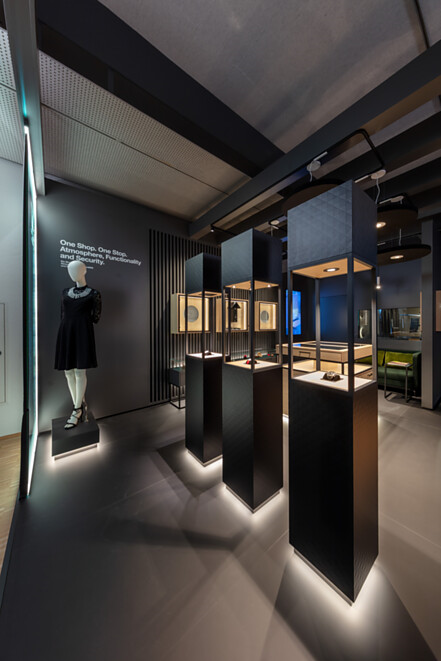 One Shop. One Stop.
Atmosphere, Functionality
and Security.